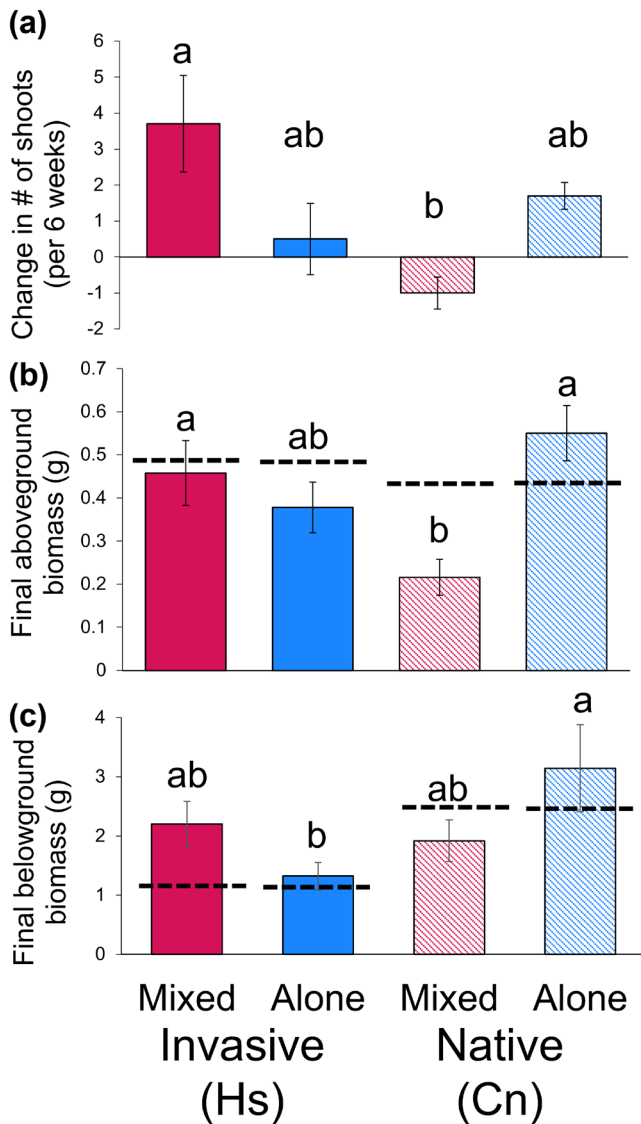 (a)
Change in # of shoots
(per 6 weeks)
6
5
4
3
2
1
0
-1
-2
a
ab
b
ab
(b)
Final aboveground
biomass (g)
0.7
0.6
0.5
0.4
0.3
0.2
0.1
0
a
ab
b
a
(c)
Final belowground
biomass (g)
4
3
2
1
0
ab
b
ab
a
Mixed Alone Mixed Alone
Invasive Native
(Hs) (Cn)